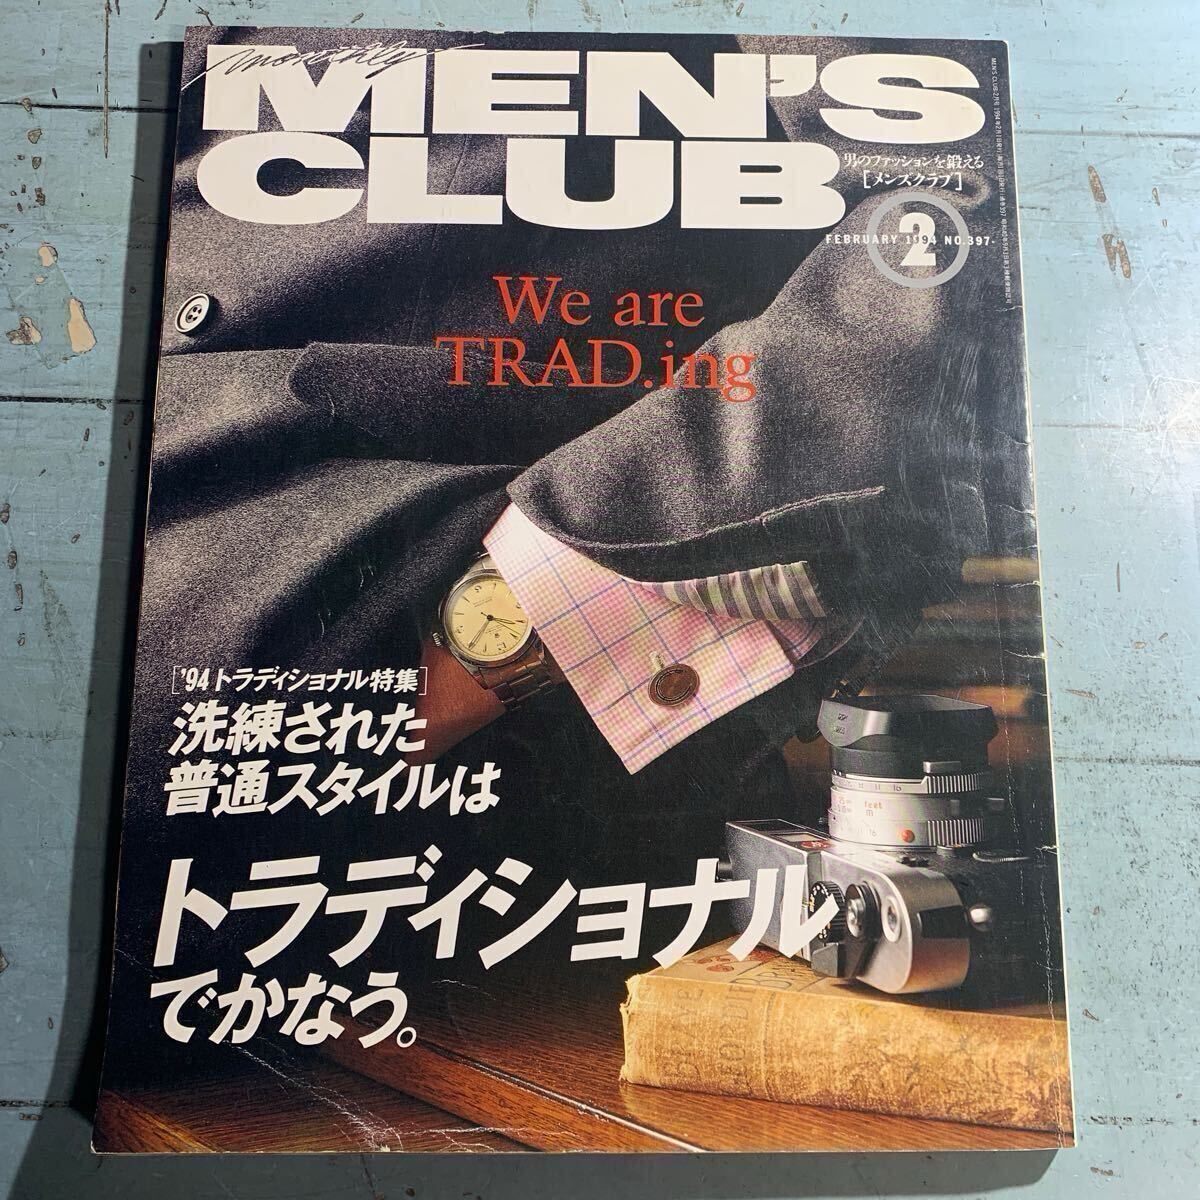 monthly
MEN'S
CLUB
男のファッションを鍛える
[メンズクラブ]
2
FEBRUARY 1994 NO.397
We are
TRAD.ing
['94トラディショナル特集]
洗練された
普通スタイルは
トラディショナル
でかなう。
feet
m